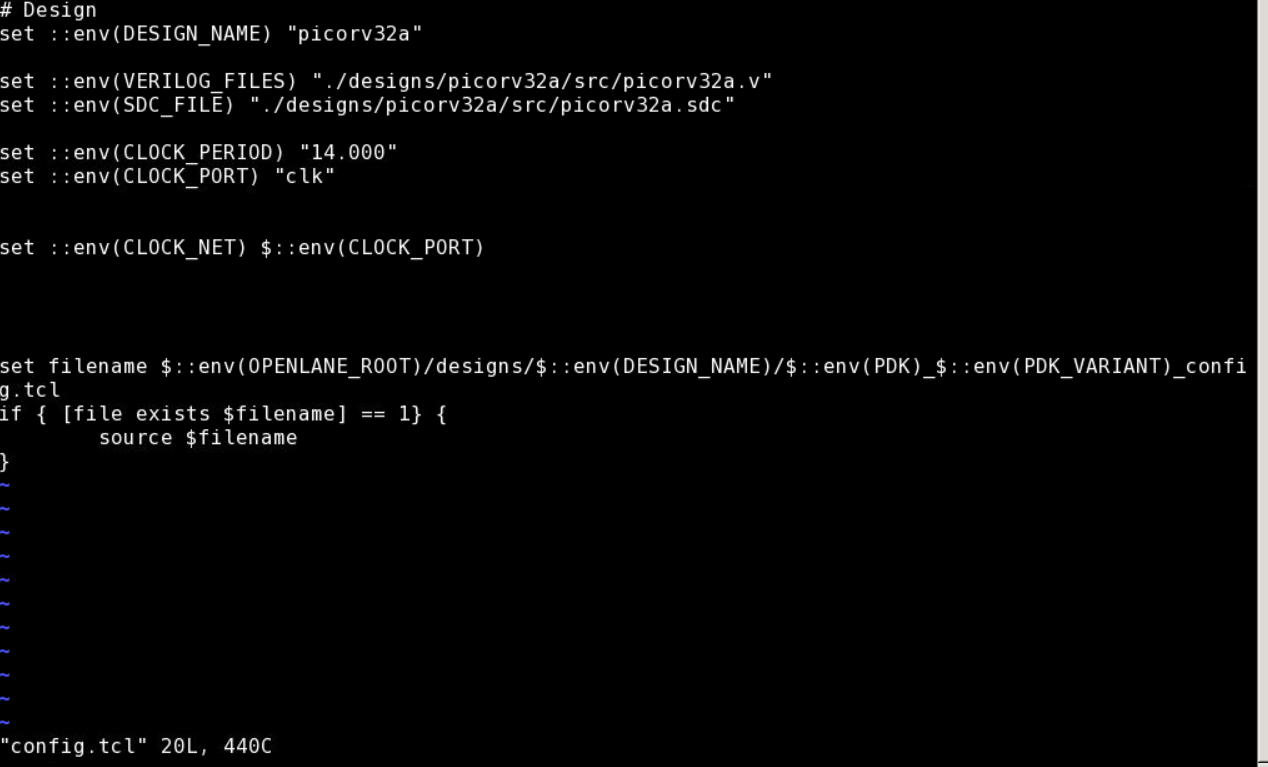 # Design
set ::env(DESIGN_NAME) "picorv32a"
set ::env(VERILOG_FILES) "./designs/picorv32a/src/picorv32a.v"
set ::env(SDC_FILE) "./designs/picorv32a/src/picorv32a.sdc"
set ::env(CLOCK_PERIOD) "14.000"
set ::env(CLOCK_PORT) "clk"
set ::env(CLOCK_NET) $::env(CLOCK_PORT)
set filename $::env(OPENLANE_ROOT)/designs/$::env(DESIGN_NAME)/$::env(PDK)_$::env(PDK_VARIANT)_confi
g.tcl
if { [file exists $filename] == 1} {
        source $filename
}
~
~
~
~
~
~
~
~
~
~
~
"config.tcl" 20L, 440C